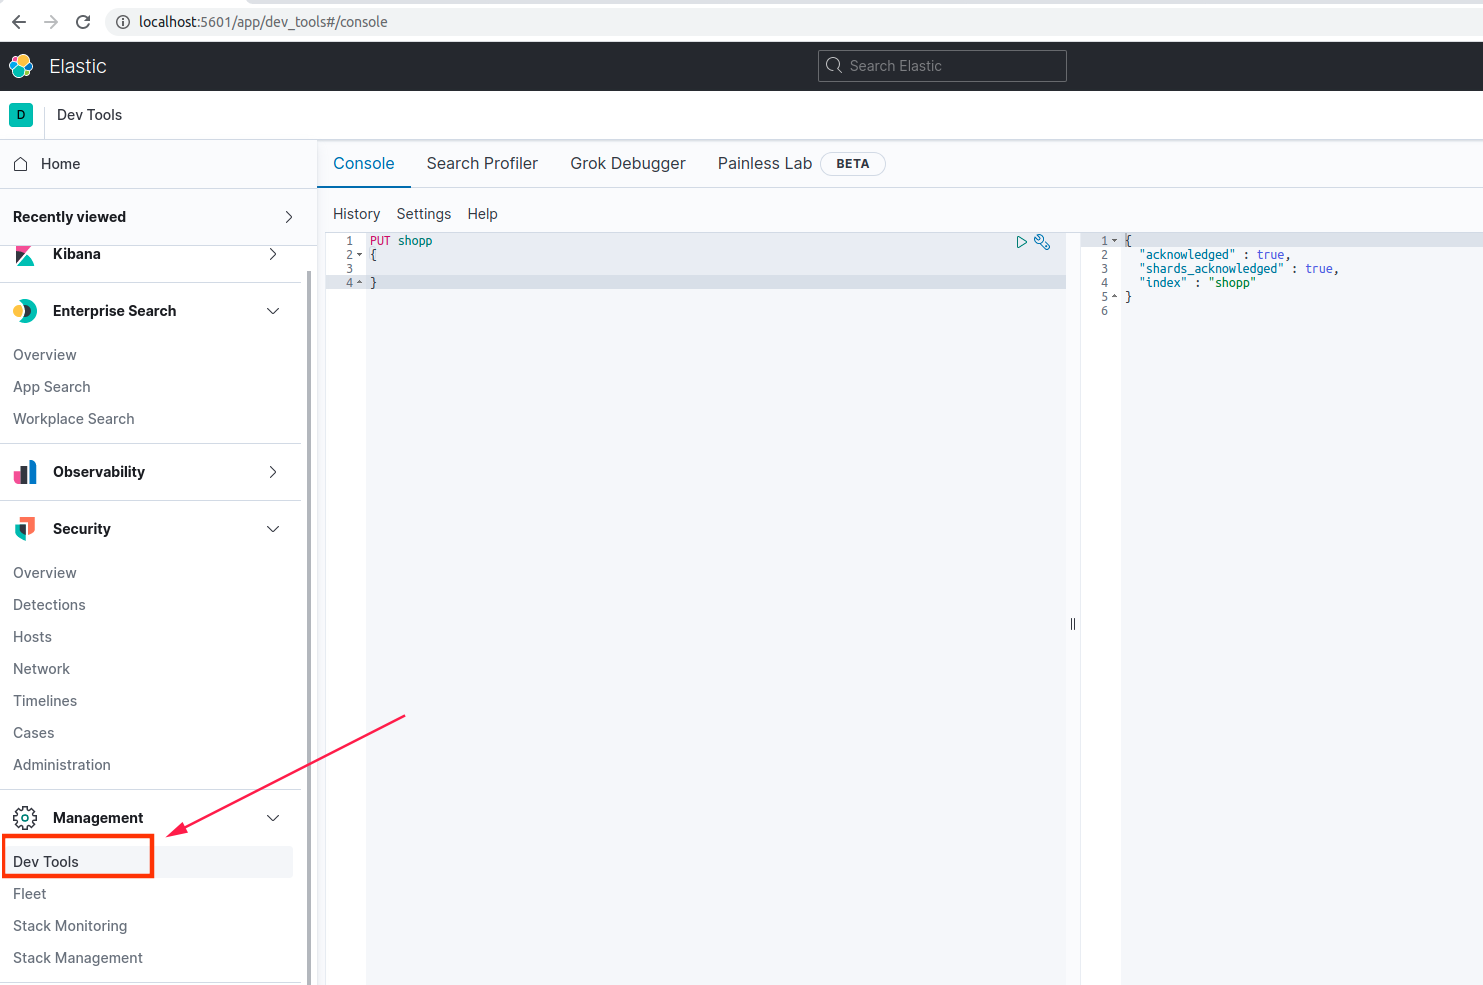 localhost:5601/app/dev_tools#/console
Elastic
Search Elastic
D
Dev Tools
Home
Recently viewed
Kibana
Enterprise Search
Overview
App Search
Workplace Search
Observability
Security
Overview
Detections
Hosts
Network
Timelines
Cases
Administration
Management
Dev Tools
Fleet
Stack Monitoring
Stack Management
Console Search Profiler Grok Debugger Painless Lab BETA
History Settings Help
1 PUT shopp
2 {
3
4 }
1 {
2 "acknowledged" : true,
3 "shards_acknowledged" : true,
4 "index" : "shopp"
5 }
6